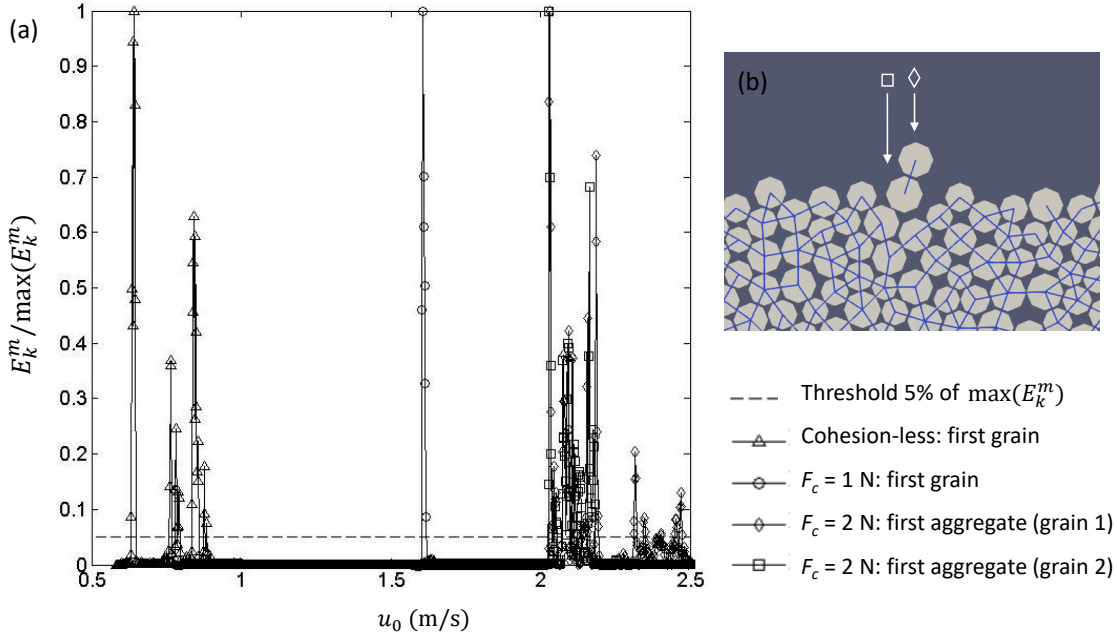 (a)
1
0.9
0.8
0.7
0.6
0.5
0.4
0.3
0.2
0.1
0
E_k^m/max(E_k^m)
0.5
1
1.5
2
2.5
u_0 (m/s)
(b)
Threshold 5% of max(E_k^m)
Cohesion-less: first grain
F_c = 1 N: first grain
F_c = 2 N: first aggregate (grain 1)
F_c = 2 N: first aggregate (grain 2)